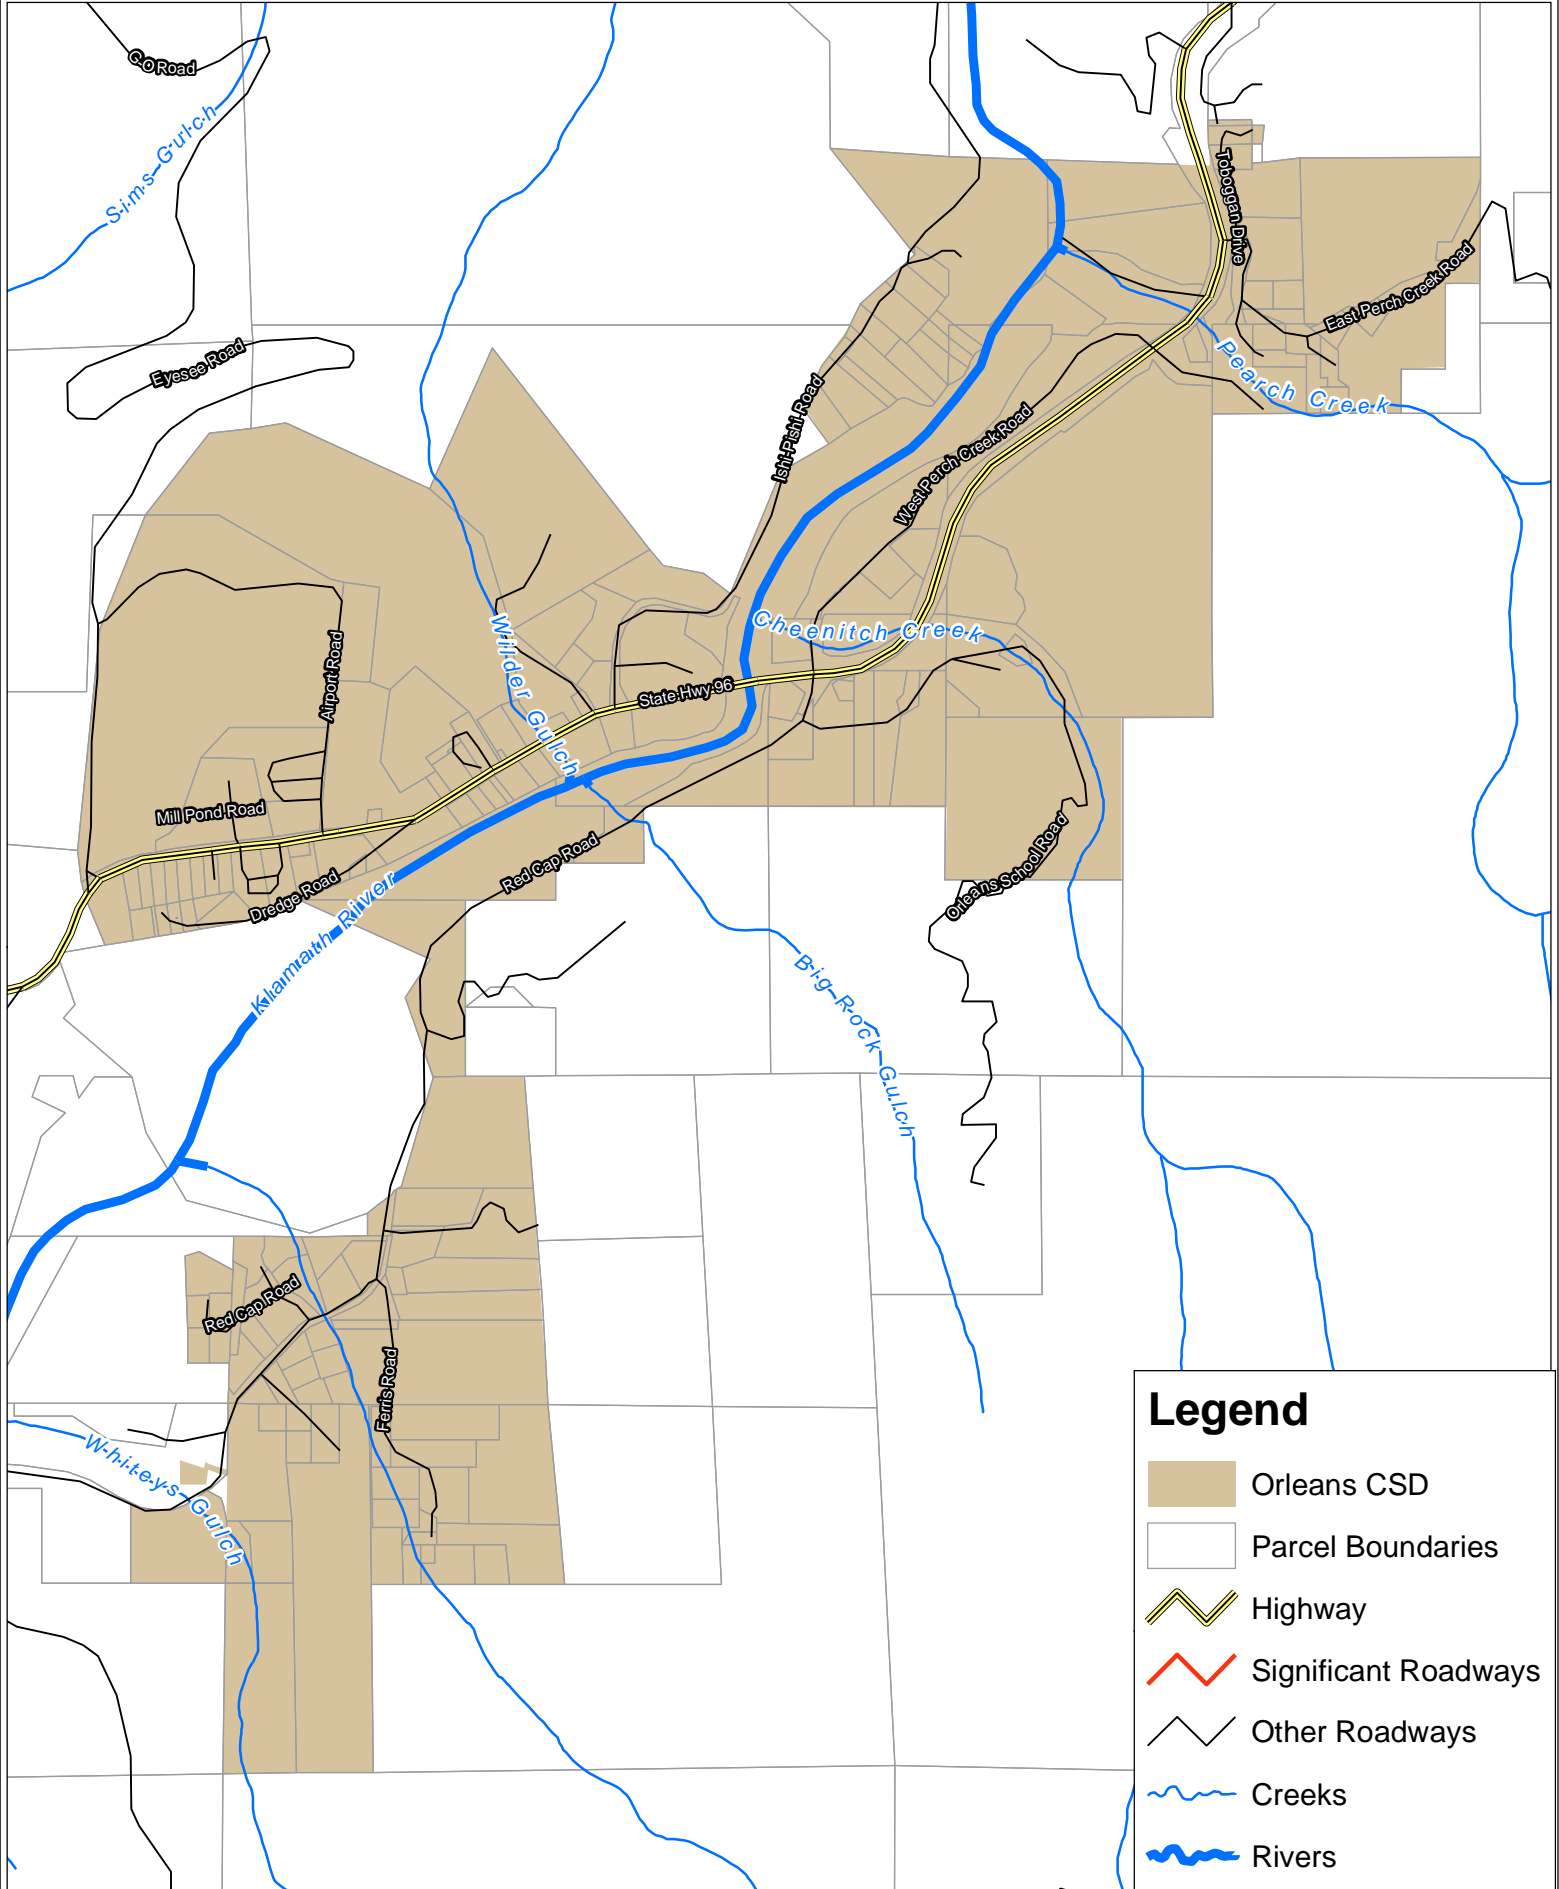 G-O Road
Sims Gulch
Toboggan Drive
East Perch Creek Road
Eyesee Road
Pearch Creek
Ishi-Pishi Road
West Perch Creek Road
Cheenitch Creek
Wilder Gulch
Airport Road
State Hwy 96
Mill Pond Road
Red Cap Road
Orleans School Road
Dredge Road
Klamath River
Big Rock Gulch
Red Cap Road
Ferris Road
Whiteys Gulch
Legend
Orleans CSD
Parcel Boundaries
Highway
Significant Roadways
Other Roadways
Creeks
Rivers